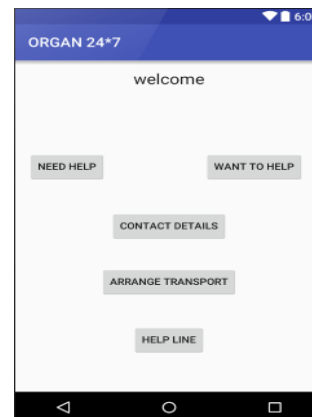 6:0
ORGAN 24*7
welcome
NEED HELP WANT TO HELP
CONTACT DETAILS
ARRANGE TRANSPORT
HELP LINE